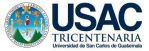 USAC
TRICENTENARIA
Universidad de San Carlos de Guatemala